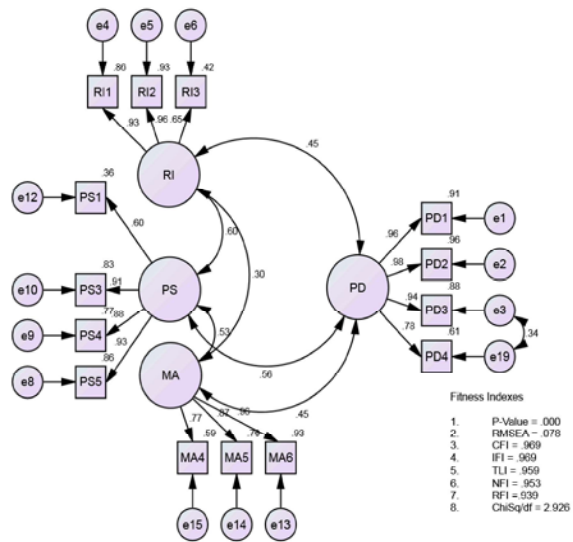 e4 e5 e6
.86 .93 .42
RI1 RI2 RI3
.93 .96 .65
RI
.45
.36
e12 PS1
.60
.60
.30
.91
PD1 e1
.96
.96
PD2 e2
.98
.88
PD
.94
PD3 e3
.78
.61
.34
PD4 e19
.83
e10 PS3
.91
PS
.77 .88
e9 PS4
.93
.86
e8 PS5
.53
.56
MA
.45
.77 .87 .96
.59 .76 .93
MA4 MA5 MA6
e15 e14 e13
Fitness Indexes
1. P-Value = .000
2. RMSEA = .078
3. CFI = .969
4. IFI = .969
5. TLI = .959
6. NFI = .953
7. RFI =.939
8. ChiSq/df = 2.926